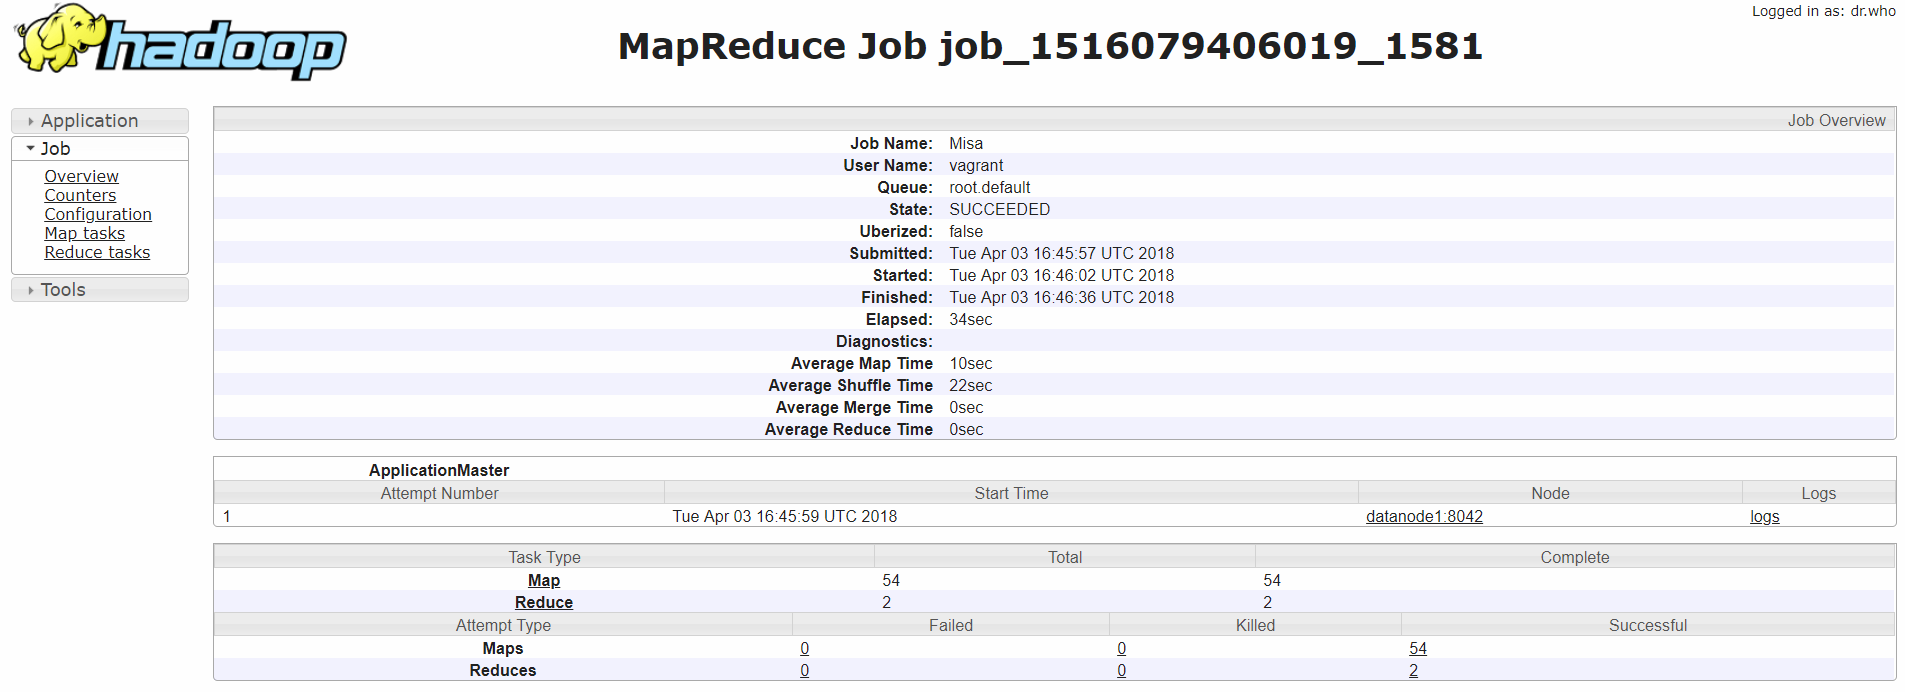 Logged in as: dr.who
hadoop
MapReduce Job job_1516079406019_1581
Application
Job
Overview
Counters
Configuration
Map tasks
Reduce tasks
Tools
Job Overview
Job Name: Misa
User Name: vagrant
Queue: root.default
State: SUCCEEDED
Uberized: false
Submitted: Tue Apr 03 16:45:57 UTC 2018
Started: Tue Apr 03 16:46:02 UTC 2018
Finished: Tue Apr 03 16:46:36 UTC 2018
Elapsed: 34sec
Diagnostics:
Average Map Time 10sec
Average Shuffle Time 22sec
Average Merge Time 0sec
Average Reduce Time 0sec
ApplicationMaster
Attempt Number Start Time Node Logs
1 Tue Apr 03 16:45:59 UTC 2018 datanode1:8042 logs
Task Type Total Complete
Map 54 54
Reduce 2 2
Attempt Type Failed Killed Successful
Maps 0 0 54
Reduces 0 0 2